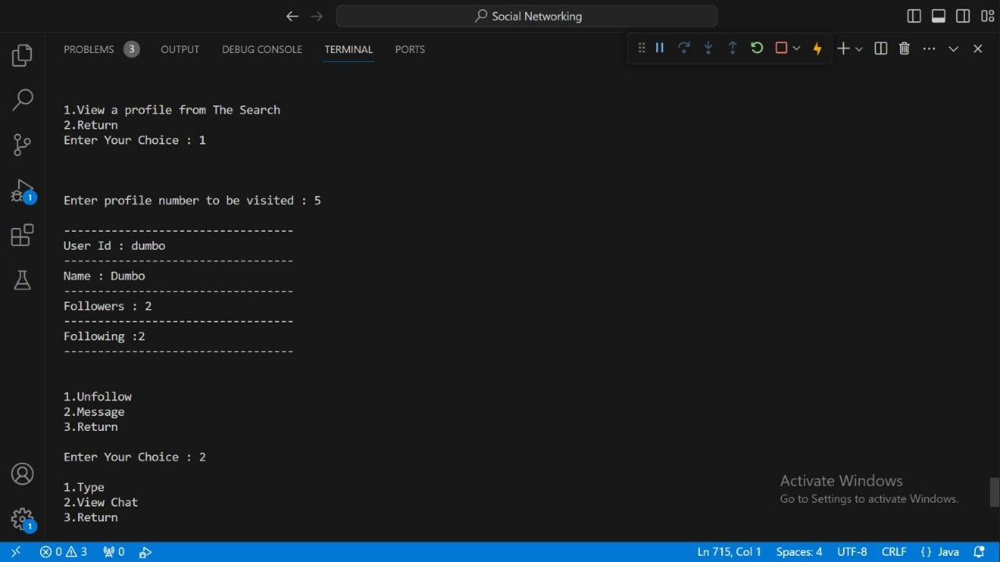 Social Networking
PROBLEMS 3 OUTPUT DEBUG CONSOLE TERMINAL PORTS
1.View a profile from The Search
2.Return
Enter Your Choice : 1
Enter profile number to be visited : 5
----------------------------------
User Id : dumbo
----------------------------------
Name : Dumbo
----------------------------------
Followers : 2
----------------------------------
Following :2
----------------------------------
1.Unfollow
2.Message
3.Return
Enter Your Choice : 2
1.Type
2.View Chat
3.Return
1
1
Activate Windows
Go to Settings to activate Windows.
0 3 0 Ln 715, Col 1 Spaces: 4 UTF-8 CRLF {} Java